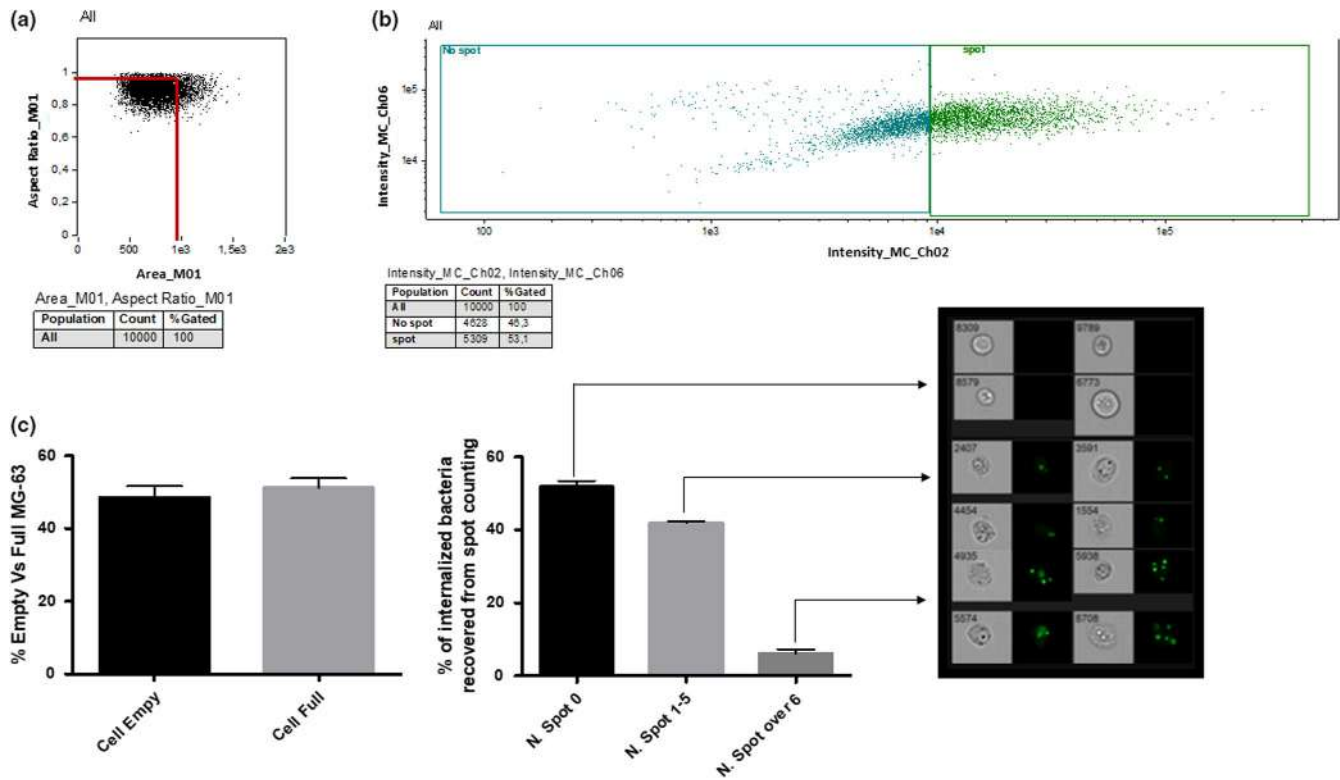 (a)
All
Aspect Ratio_M01
1
0,8
0,6
0,4
0,2
0
0 500 1e3 1,5e3 2e3
Area_M01
Area_M01, Aspect Ratio_M01
Population Count %Gated
All 10000 100
(b)
All
No spot
spot
Intensity_MC_Ch06
1e5
1e4
100 1e3 1e4 1e5
Intensity_MC_Ch02
Intensity_MC_Ch02, Intensity_MC_Ch06
Population Count %Gated
All 10000 100
No spot 4628 46,3
spot 5309 53,1
(c)
% Empty Vs Full MG-63
60
40
20
0
Cell Empy
Cell Full
% of internalized bacteria
recovered from spot counting
60
40
20
0
N. Spot 0
N. Spot 1-5
N. Spot over 6
6309 9789
8579 6773
2407 3591
4454 1554
4935 5938
5574 8708